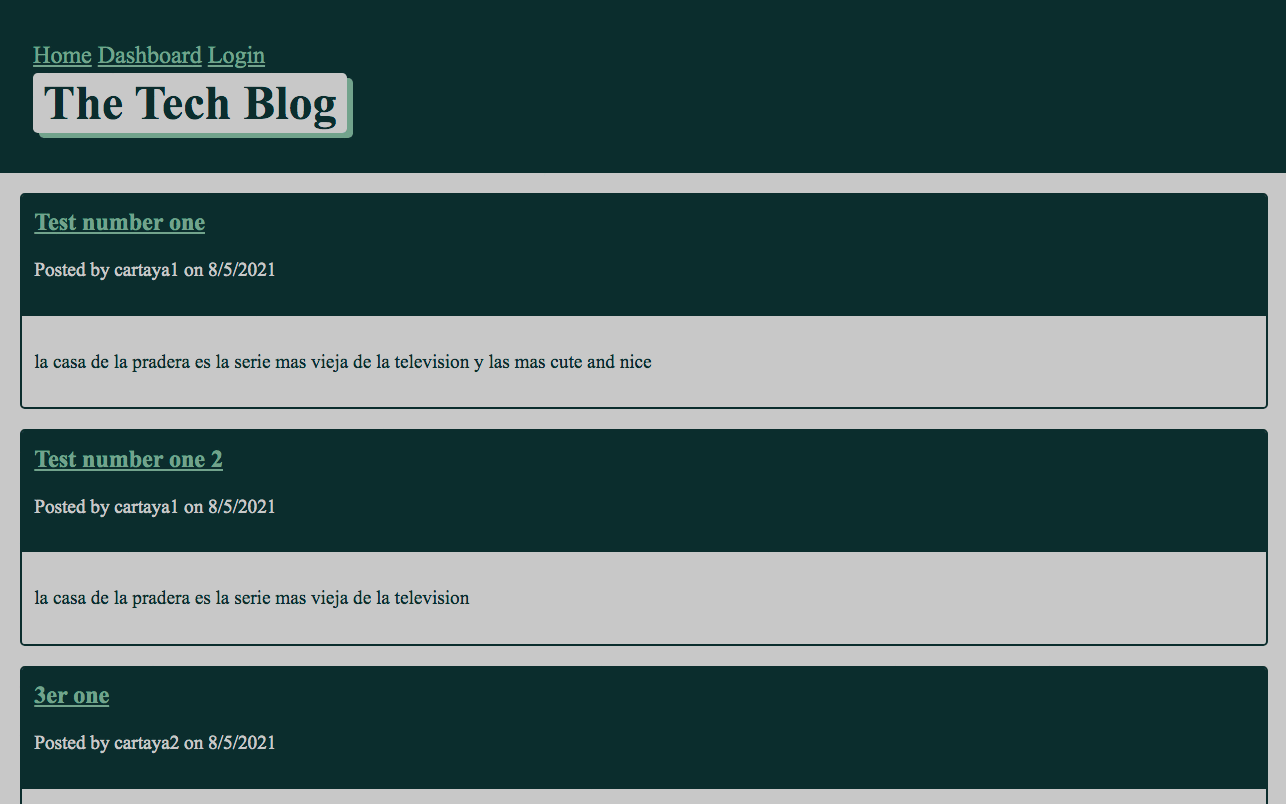 Home Dashboard Login
The Tech Blog
Test number one
Posted by cartaya1 on 8/5/2021
la casa de la pradera es la serie mas vieja de la television y las mas cute and nice
Test number one 2
Posted by cartaya1 on 8/5/2021
la casa de la pradera es la serie mas vieja de la television
3er one
Posted by cartaya2 on 8/5/2021